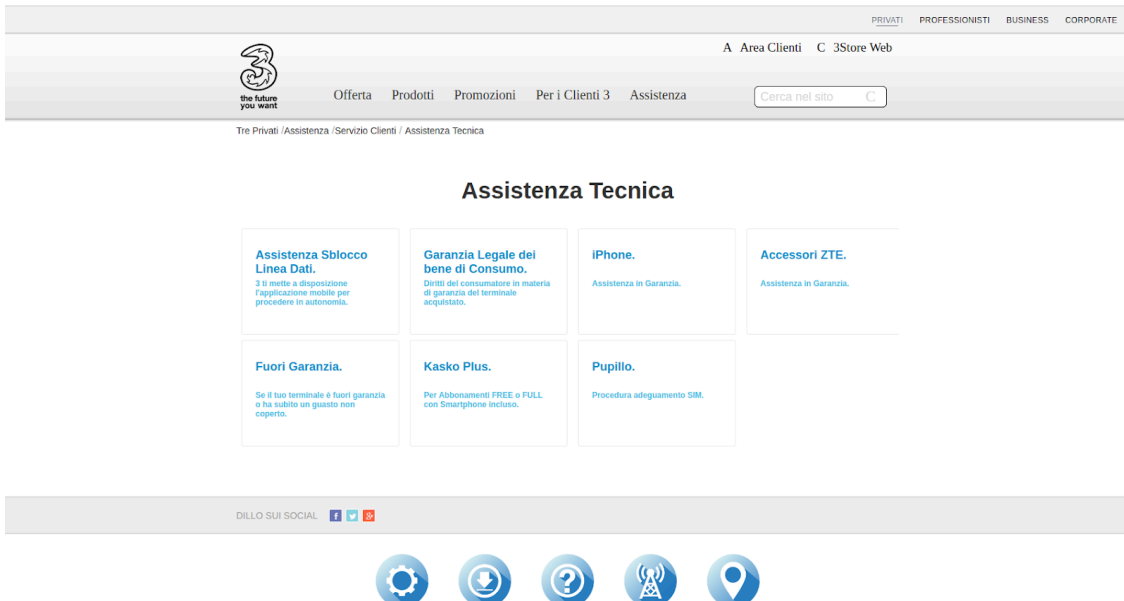 PRIVATI PROFESSIONISTI BUSINESS CORPORATE
A Area Clienti C 3Store Web
3
the future
you want
Offerta Prodotti Promozioni Per i Clienti 3 Assistenza
Cerca nel sito C
Tre Privati /Assistenza /Servizio Clienti / Assistenza Tecnica
Assistenza Tecnica
Assistenza Sblocco
Linea Dati.
3 ti mette a disposizione
l'applicazione mobile per
procedere in autonomia.
Garanzia Legale dei
bene di Consumo.
Diritti del consumatore in materia
di garanzia del terminale
acquistato.
iPhone.
Assistenza in Garanzia.
Accessori ZTE.
Assistenza in Garanzia.
Fuori Garanzia.
Se il tuo terminale è fuori garanzia
o ha subito un guasto non
coperto.
Kasko Plus.
Per Abbonamenti FREE o FULL
con Smartphone incluso.
Pupillo.
Procedura adeguamento SIM.
DILLO SUI SOCIAL